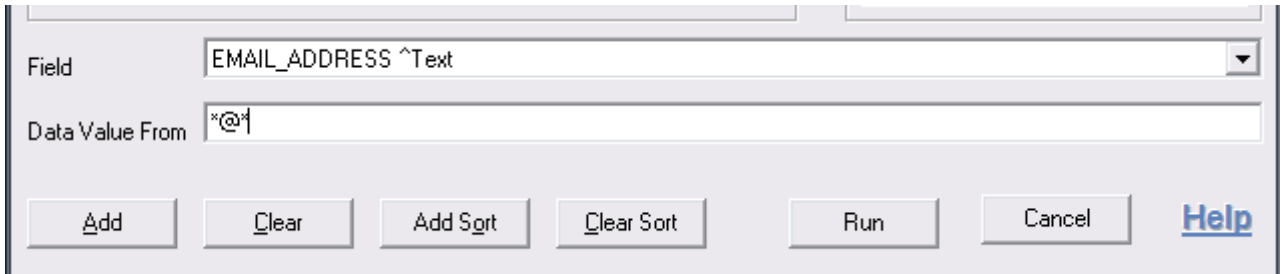 Field EMAIL_ADDRESS ^Text
Data Value From *@*
Add Clear Add Sort Clear Sort Run Cancel Help